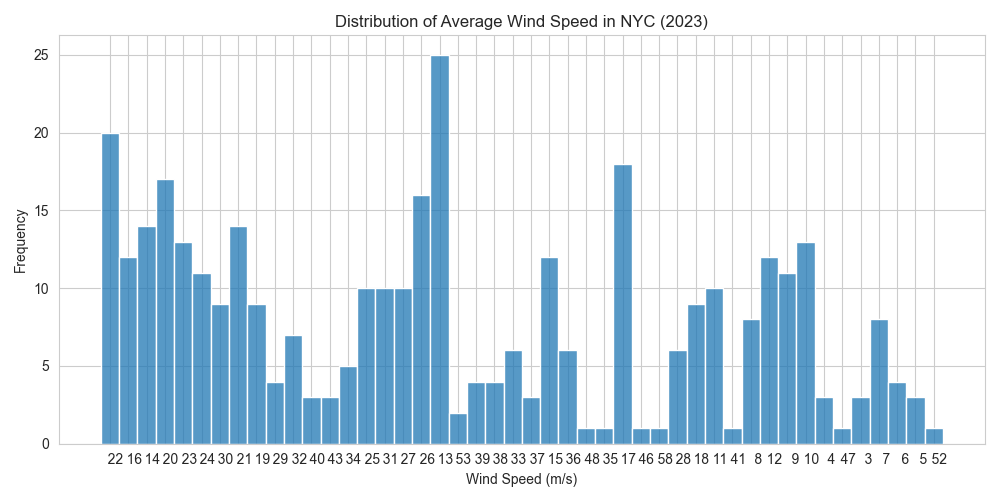 Distribution of Average Wind Speed in NYC (2023)
25
20
15
10
5
0
Frequency
22 16 14 20 23 24 30 21 19 29 32 40 43 34 25 31 27 26 13 53 39 38 33 37 15 36 48 35 17 46 58 28 18 11 41 8 12 9 10 4 47 3 7 6 5 52
Wind Speed (m/s)